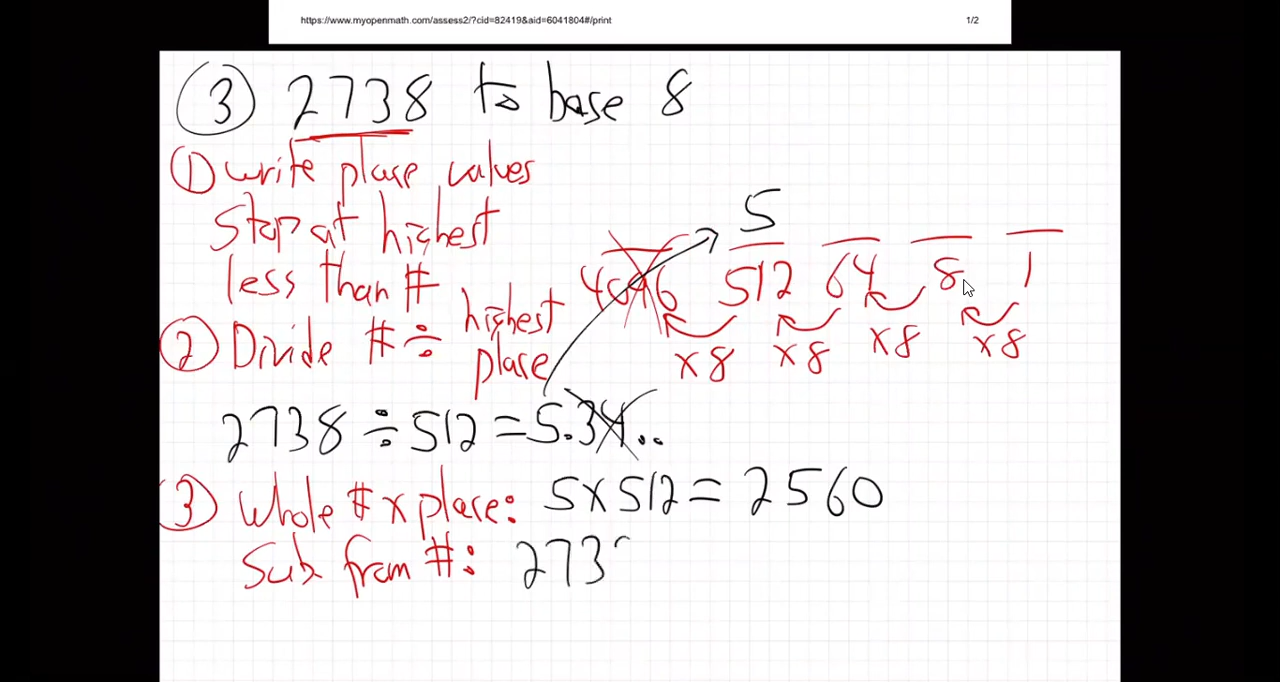 https://www.myopenmath.com/assess2/?cid=82419&aid=6041804#/print 1/2
3 2738 to base 8
1 write place values
stop at highest
less than #
5
4096 512 64 8 1
x8 x8 x8 x8
2 Divide # ÷ highest place
2738 ÷ 512 = 5.34..
3 Whole # x place: 5 x 512 = 2560
Sub from #: 273